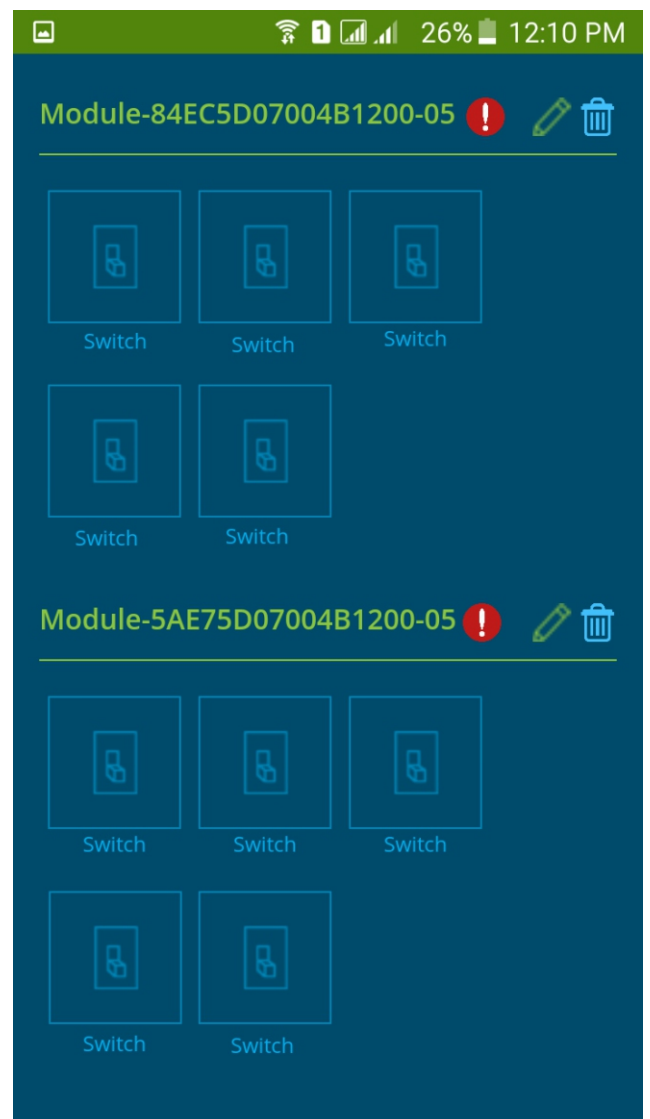 1 26% 12:10 PM
Module-84EC5D07004B1200-05
Switch Switch Switch
Switch Switch
Module-5AE75D07004B1200-05
Switch Switch Switch
Switch Switch